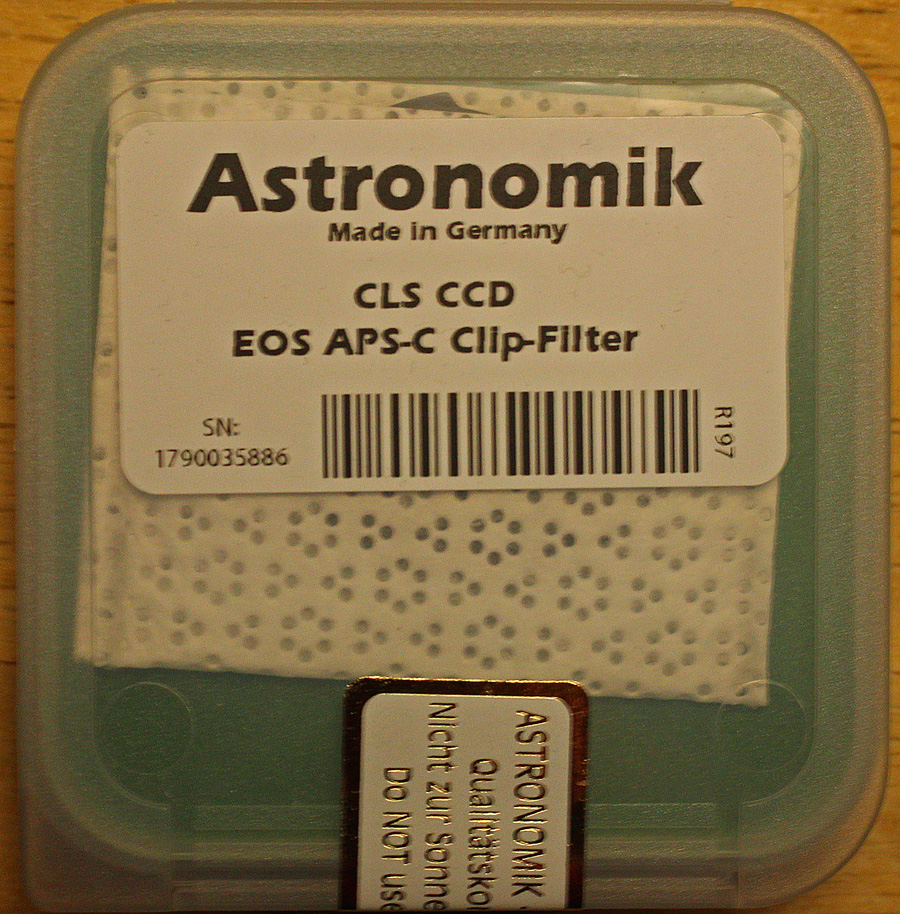 Astronomik
Made in Germany
CLS CCD
EOS APS-C Clip-Filter
SN:
1790035886
R197
ASTRONOMIK
Nicht zur Sonne
Do NOT use